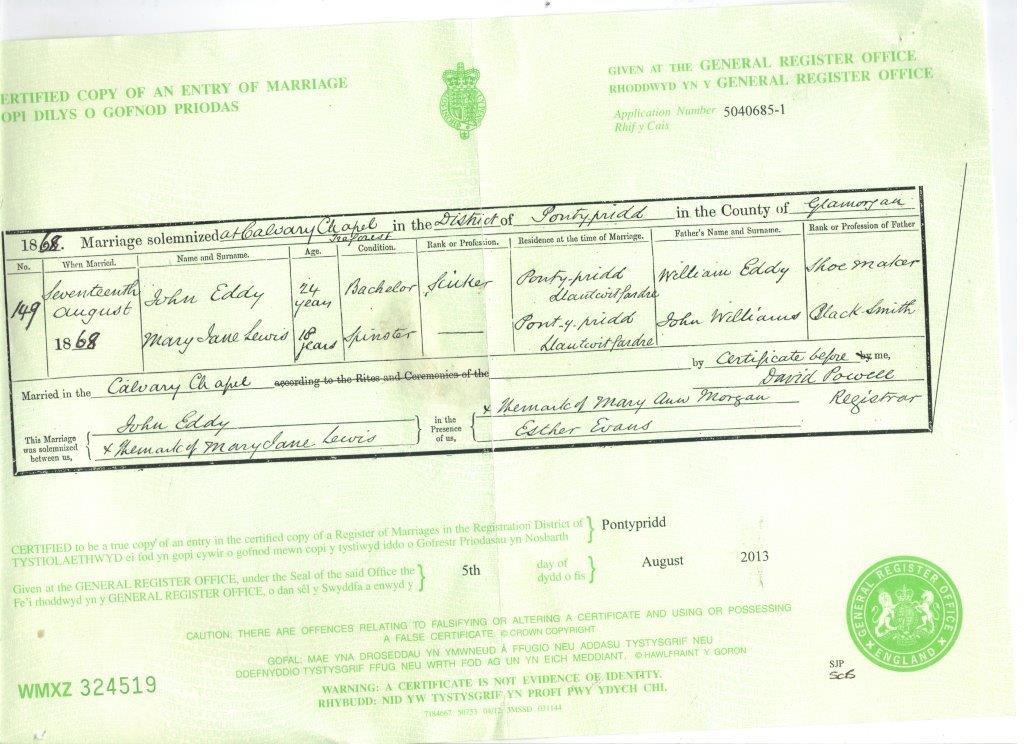 ERTIFIED COPY OF AN ENTRY OF MARRIAGE
OPI DILYS O GOFNOD PRIODAS
GIVEN AT THE GENERAL REGISTER OFFICE
RHODDWYD YN Y GENERAL REGISTER OFFICE
Application Number 5040685-1
Rhif y Cais
1868. Marriage solemnized at Calvary Chapel in the District of Pontypridd in the County of Glamorgan
Treforest
No. When Married. Name and Surname. Age. Condition. Rank or Profession. Residence at the time of Marriage. Father's Name and Surname. Rank or Profession of Father
149 Seventeenth August 1868
John Eddy 24 years Bachelor Sinker Ponty-pridd Llantwit fardre William Eddy Shoe maker
Mary Jane Lewis 18 years Spinster Pont-y-pridd Llantwit fardre John Williams Black-Smith
Married in the Calvary Chapel according to the Rites and Ceremonies of the by Certificate before by me,
David Powell
Registrar
This Marriage was solemnized between us,
John Eddy
x The mark of Mary Jane Lewis
in the Presence of us,
x The mark of Mary Ann Morgan
Esther Evans
CERTIFIED to be a true copy of an entry in the certified copy of a Register of Marriages in the Registration District of Pontypridd
TYSTIOLAETHWYD ei fod yn gopi cywir o gofnod mewn copi y tystiwyd iddo o Gofrestr Priodasau yn Nosbarth
Given at the GENERAL REGISTER OFFICE, under the Seal of the said Office the 5th day of August 2013
Fe'i rhoddwyd yn y GENERAL REGISTER OFFICE, o dan sêl y Swyddfa a enwyd y dydd o fis
CAUTION: THERE ARE OFFENCES RELATING TO FALSIFYING OR ALTERING A CERTIFICATE AND USING OR POSSESSING
A FALSE CERTIFICATE. © CROWN COPYRIGHT
GOFAL: MAE YNA DROSEDDAU YN YMWNEUD Â FFUGIO NEU ADDASU TYSTYSGRIF NEU
DDEFNYDDIO TYSTYSGRIF FFUG NEU WRTH FOD AG UN YN EICH MEDDIANT. © HAWLFRAINT Y GORON
WARNING: A CERTIFICATE IS NOT EVIDENCE OF IDENTITY.
RHYBUDD: NID YW TYSTYSGRIF YN PROFI PWY YDYCH CHI.
WMXZ 324519
GENERAL REGISTER OFFICE
ENGLAND
SJP